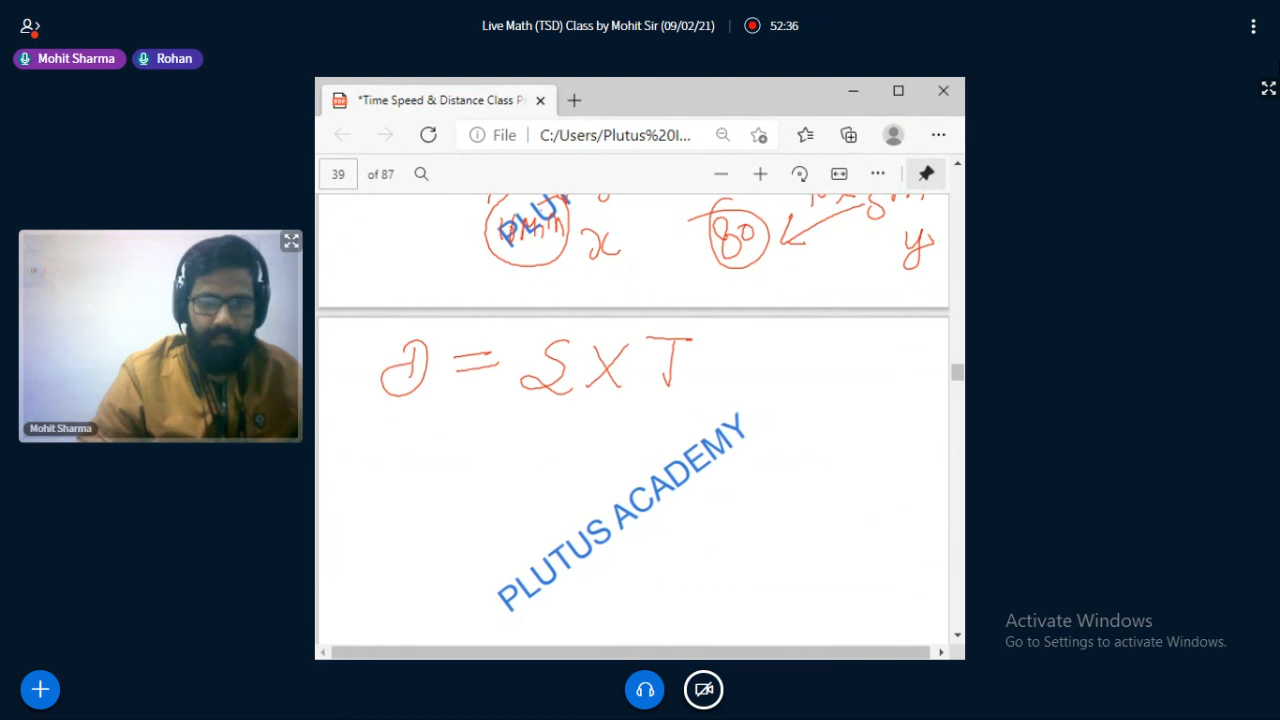 Live Math (TSD) Class by Mohit Sir (09/02/21)
52:36
Mohit Sharma
Rohan
*Time Speed & Distance Class Pr
File
C:/Users/Plutus%20I...
39 of 87
PLUT
x
80
y
D = S X T
PLUTUS ACADEMY
Mohit Sharma
Activate Windows
Go to Settings to activate Windows.